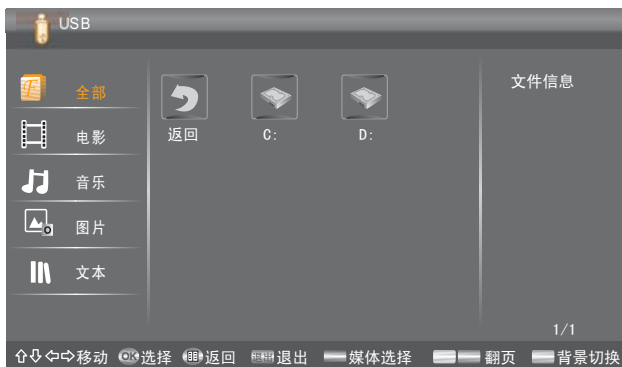 USB
全部
电影
音乐
图片
文本
返回
C:
D:
文件信息
1/1
移动 OK选择 返回 退出 媒体选择 翻页 背景切换